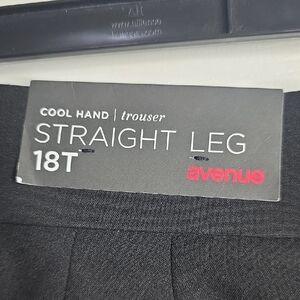 COOL HAND | trouser
STRAIGHT LEG
18T
avenue